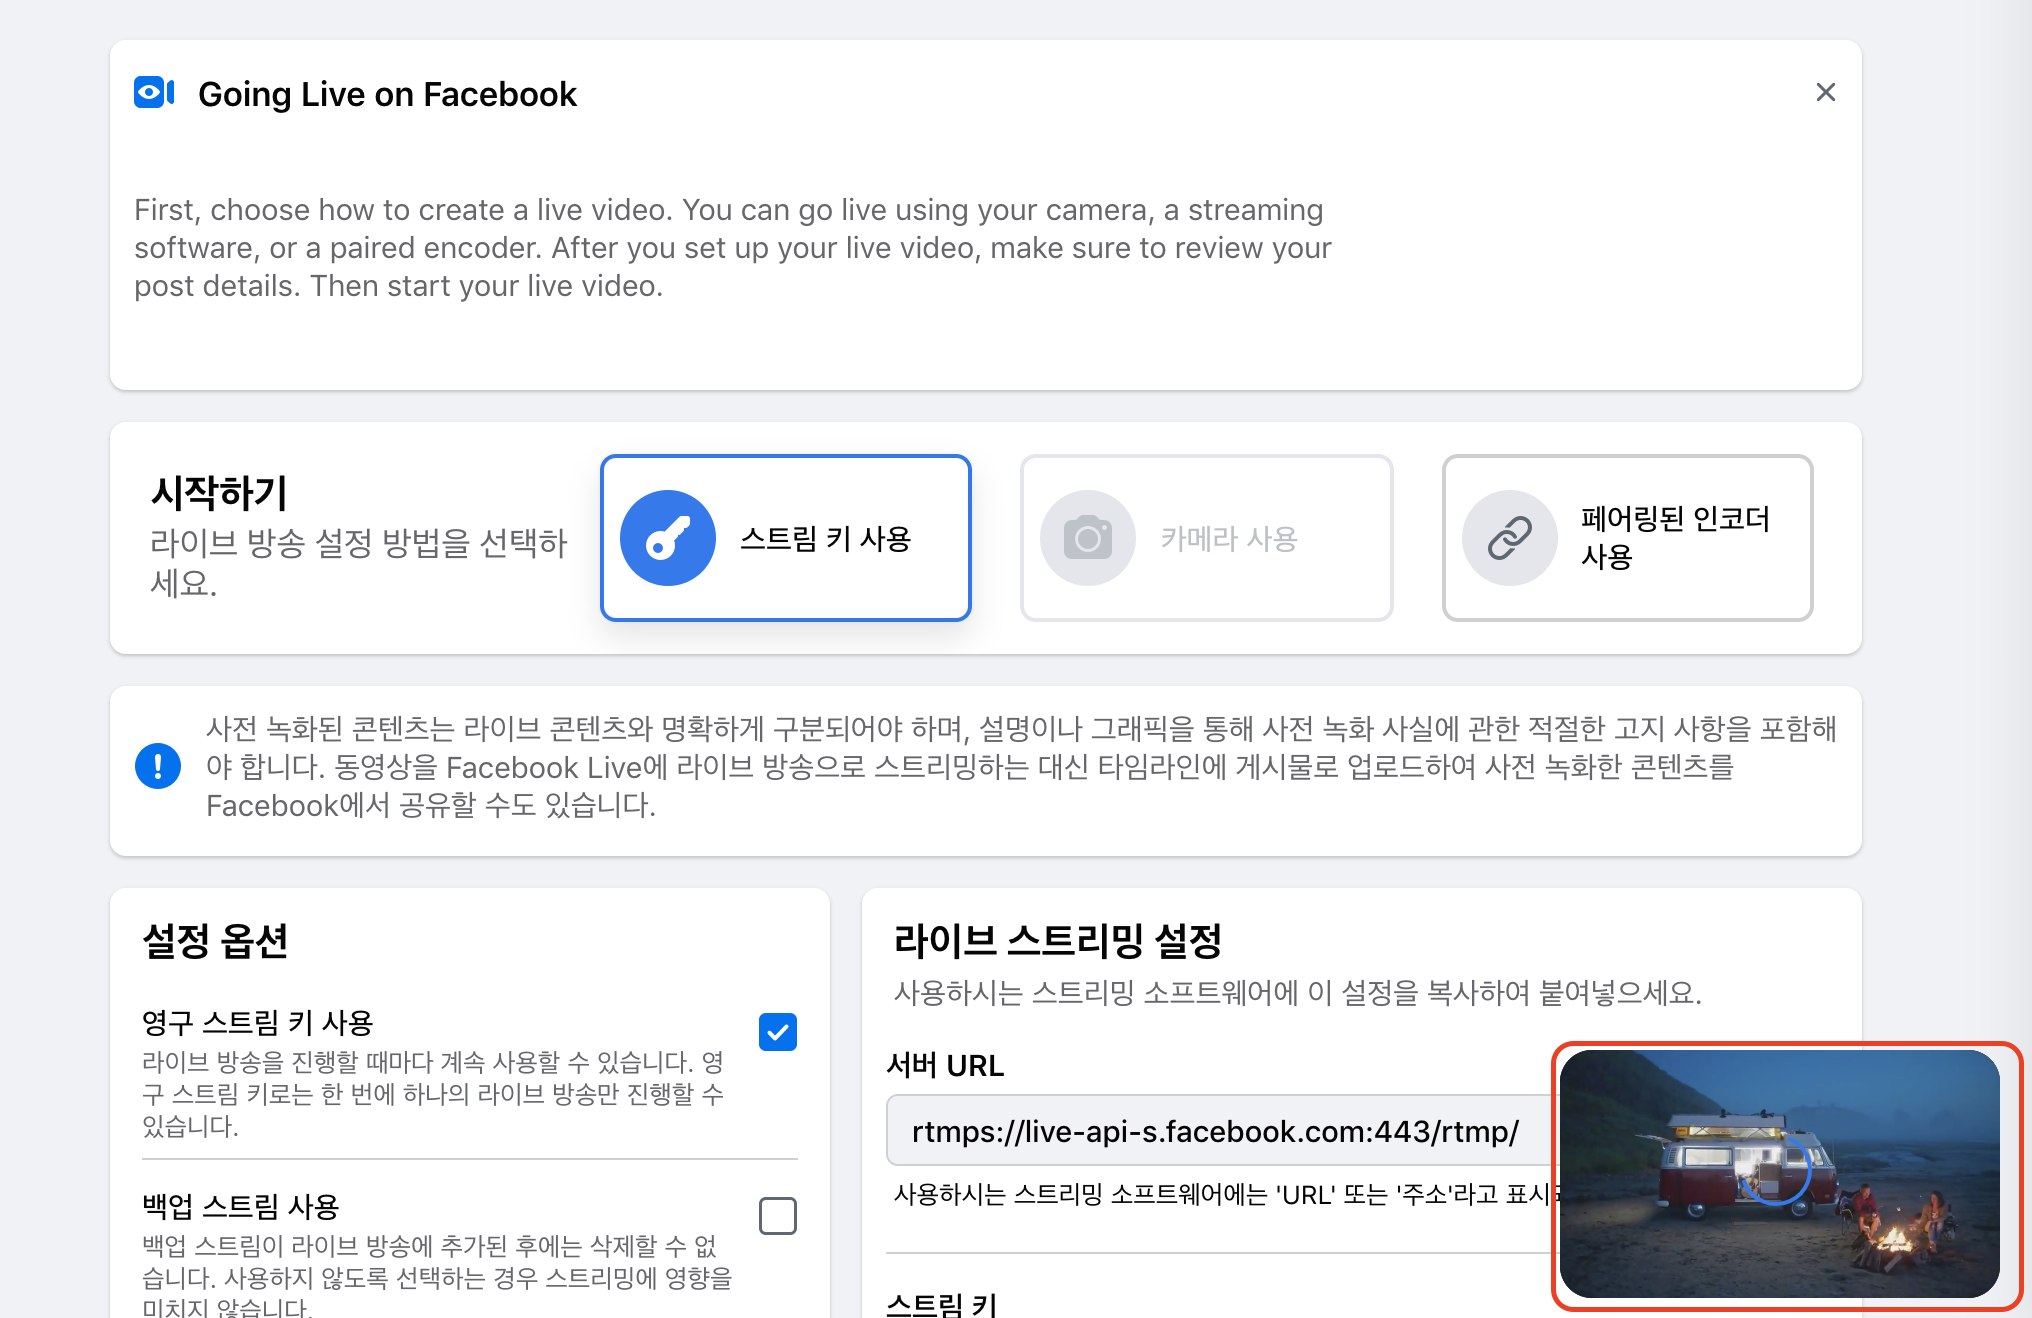 Going Live on Facebook
First, choose how to create a live video. You can go live using your camera, a streaming
software, or a paired encoder. After you set up your live video, make sure to review your
post details. Then start your live video.
시작하기
라이브 방송 설정 방법을 선택하
세요.
스트림 키 사용
카메라 사용
페어링된 인코더
사용
사전 녹화된 콘텐츠는 라이브 콘텐츠와 명확하게 구분되어야 하며, 설명이나 그래픽을 통해 사전 녹화 사실에 관한 적절한 고지 사항을 포함해
야 합니다. 동영상을 Facebook Live에 라이브 방송으로 스트리밍하는 대신 타임라인에 게시물로 업로드하여 사전 녹화한 콘텐츠를
Facebook에서 공유할 수도 있습니다.
설정 옵션
영구 스트림 키 사용
라이브 방송을 진행할 때마다 계속 사용할 수 있습니다. 영
구 스트림 키로는 한 번에 하나의 라이브 방송만 진행할 수
있습니다.
백업 스트림 사용
백업 스트림이 라이브 방송에 추가된 후에는 삭제할 수 없
습니다. 사용하지 않도록 선택하는 경우 스트리밍에 영향을
미치지 않습니다.
라이브 스트리밍 설정
사용하시는 스트리밍 소프트웨어에 이 설정을 복사하여 붙여넣으세요.
서버 URL
rtmps://live-api-s.facebook.com:443/rtmp/
사용하시는 스트리밍 소프트웨어에는 'URL' 또는 '주소'라고 표시
스트림 키